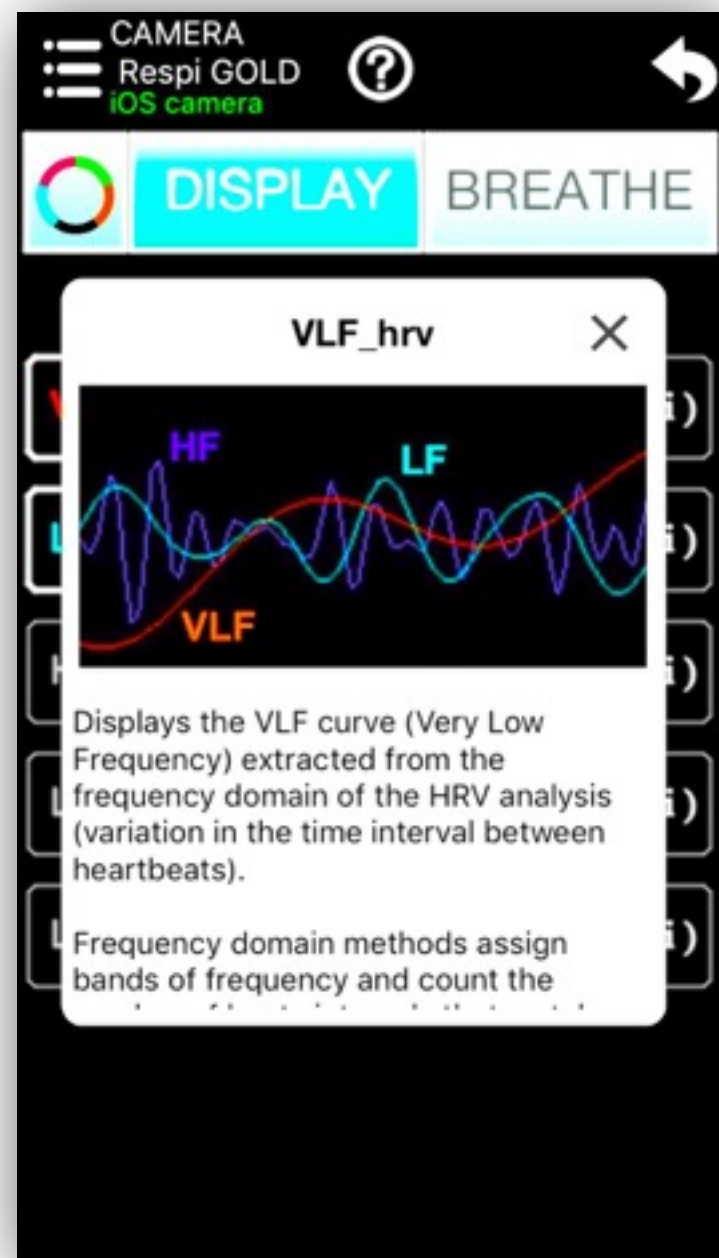 CAMERA
Respi GOLD
iOS camera
DISPLAY BREATHE
VLF_hrv
HF
LF
VLF
i)
i)
i)
i)
i)
Displays the VLF curve (Very Low
Frequency) extracted from the
frequency domain of the HRV analysis
(variation in the time interval between
heartbeats).
Frequency domain methods assign
bands of frequency and count the